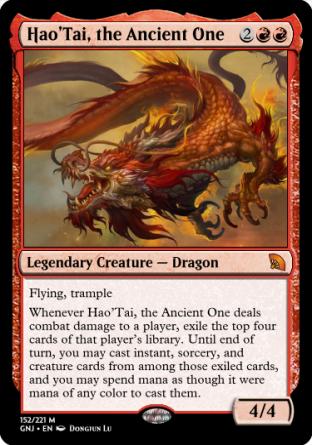 Hao'Tai, the Ancient One 2
Legendary Creature — Dragon
Flying, trample
Whenever Hao'Tai, the Ancient One deals
combat damage to a player, exile the top four
cards of that player's library. Until end of
turn, you may cast instant, sorcery, and
creature cards from among those exiled cards,
and you may spend mana as though it were
mana of any color to cast them.
4/4
152/221 M
GNJ • EN Dongjun Lu